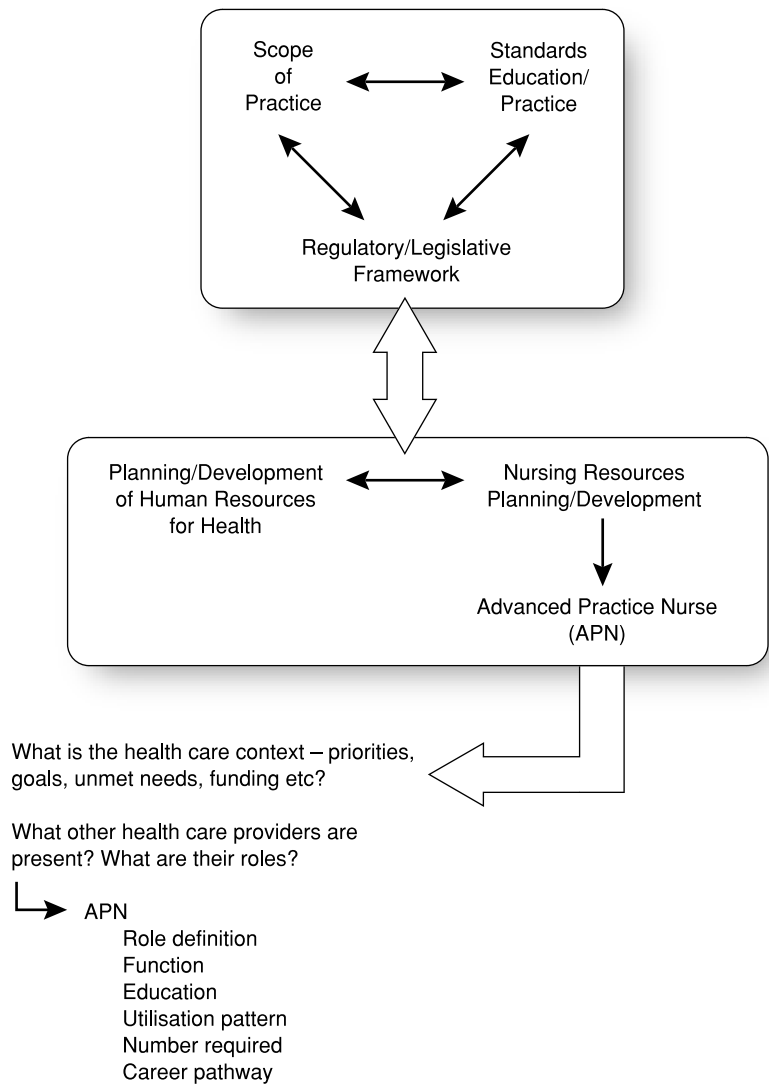 Scope
of
Practice
Standards
Education/
Practice
Regulatory/Legislative
Framework
Planning/Development
of Human Resources
for Health
Nursing Resources
Planning/Development
Advanced Practice Nurse
(APN)
What is the health care context – priorities,
goals, unmet needs, funding etc?
What other health care providers are
present? What are their roles?
APN
Role definition
Function
Education
Utilisation pattern
Number required
Career pathway